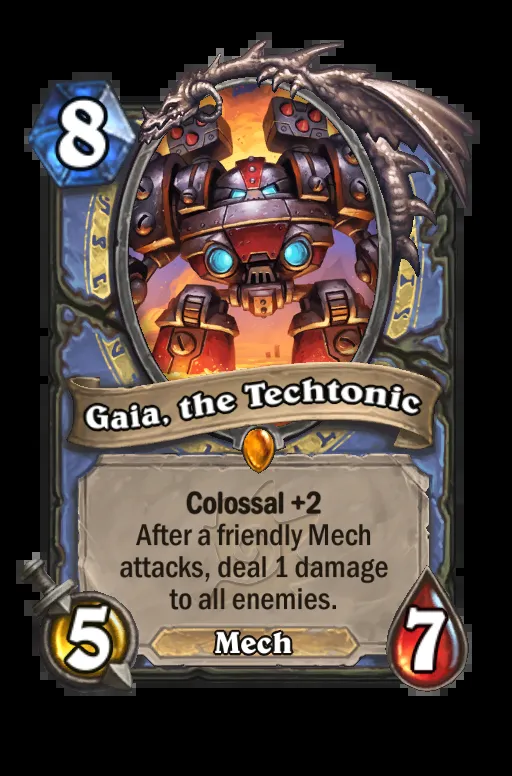 8
Gaia, the Techtonic
Colossal +2
After a friendly Mech
attacks, deal 1 damage
to all enemies.
5
Mech
7